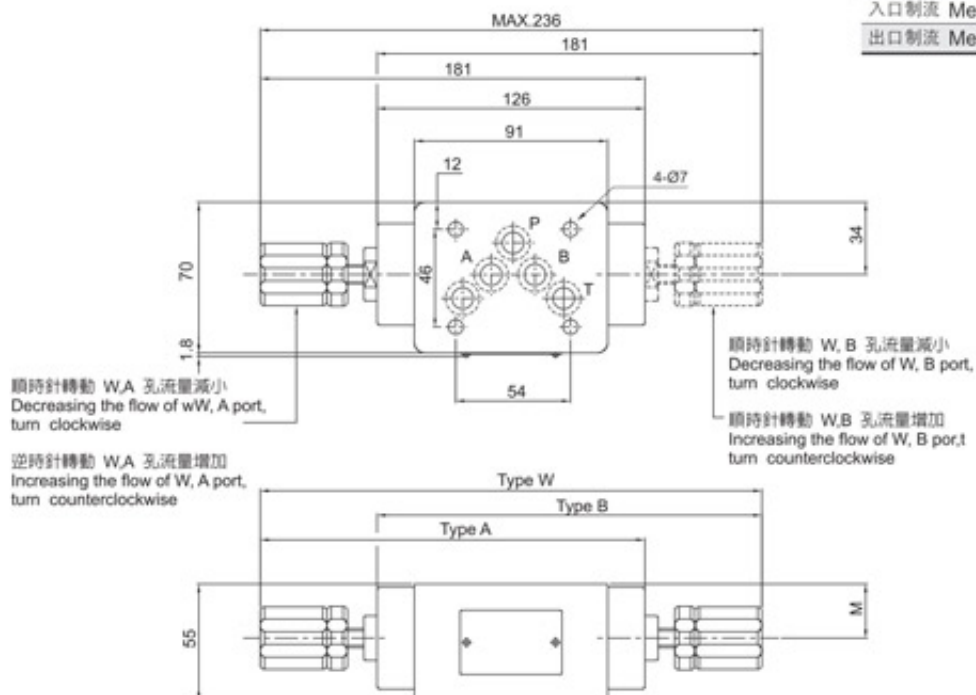 入口制流 Me
出口制流 Me
MAX.236
181
181
126
91
12
4-Ø7
P
A
B
T
34
70
46
1.8
54
順時針轉動 W,A 孔流量減小
Decreasing the flow of wW, A port,
turn clockwise
逆時針轉動 W,A 孔流量增加
Increasing the flow of W, A port,
turn counterclockwise
順時針轉動 W, B 孔流量減小
Decreasing the flow of W, B port,
turn clockwise
順時針轉動 W,B 孔流量增加
Increasing the flow of W, B por,t
turn counterclockwise
Type W
Type B
Type A
55
M